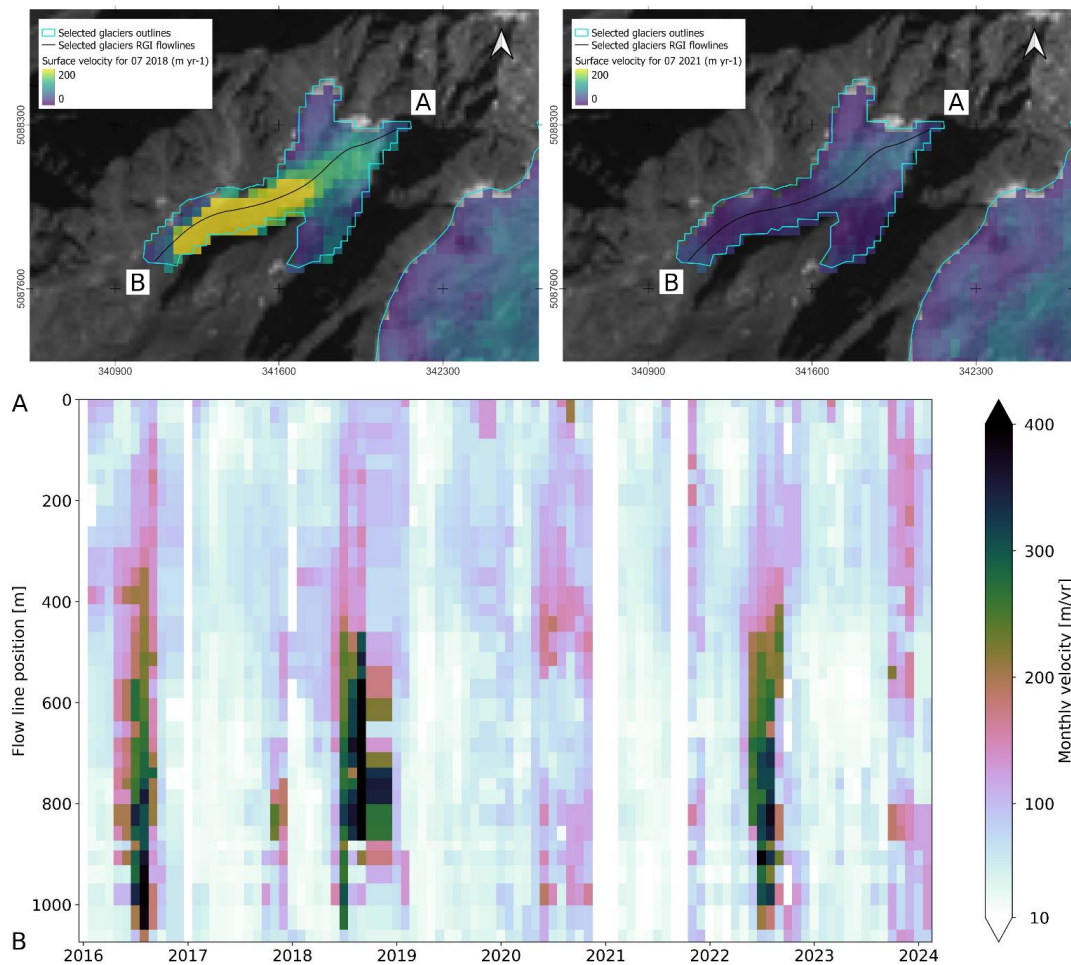 Selected glaciers outlines
Selected glaciers RGI flowlines
Surface velocity for 07 2018 (m yr-1)
200
0
A
B
5088300
5087600
340900
341600
342300
Selected glaciers outlines
Selected glaciers RGI flowlines
Surface velocity for 07 2021 (m yr-1)
200
0
A
B
5088300
5087600
340900
341600
342300
A
0
200
400
600
800
1000
Flow line position [m]
B
2016
2017
2018
2019
2020
2021
2022
2023
2024
400
300
200
100
10
Monthly velocity [m/yr]